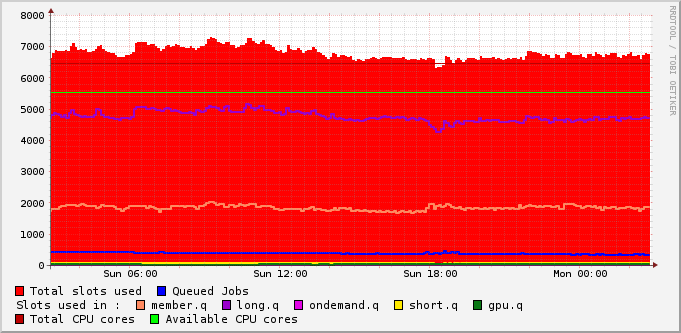 8000
7000
6000
5000
4000
3000
2000
1000
0
Sun 06:00 Sun 12:00 Sun 18:00 Mon 00:00
Total slots used Queued Jobs
Slots used in : member.q long.q ondemand.q short.q gpu.q
Total CPU cores Available CPU cores
RRDTOOL / TOBI OETIKER